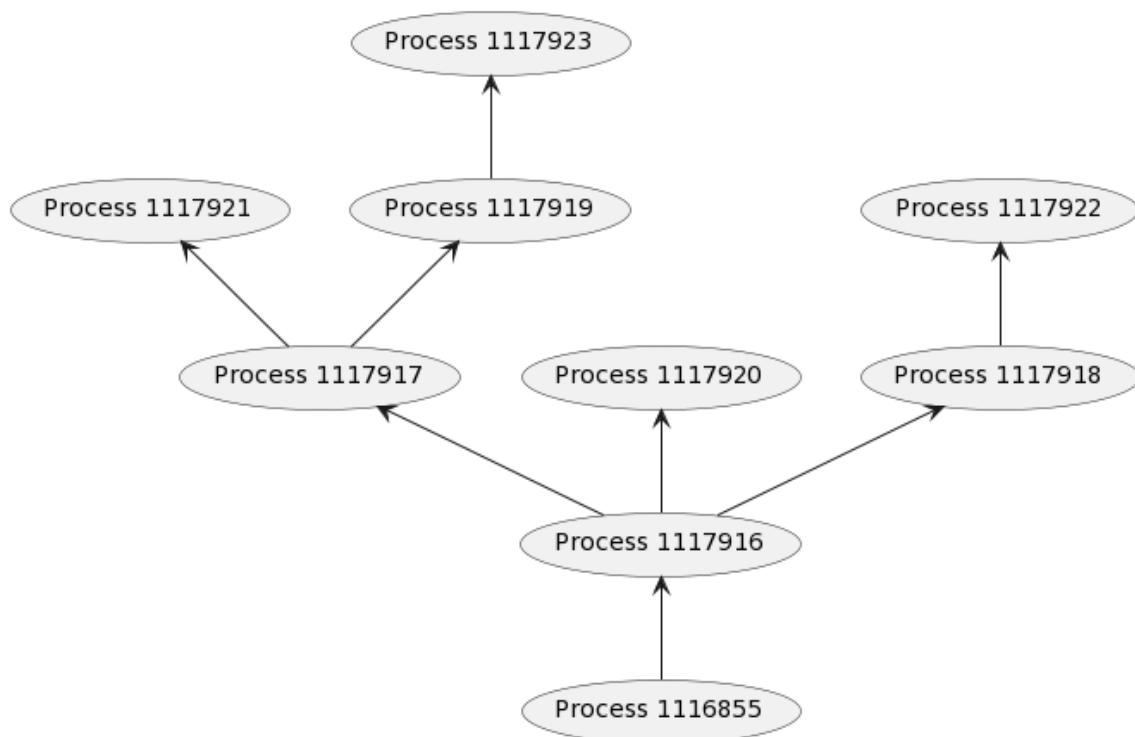 Process 1117923
Process 1117921
Process 1117919
Process 1117922
Process 1117917
Process 1117920
Process 1117918
Process 1117916
Process 1116855